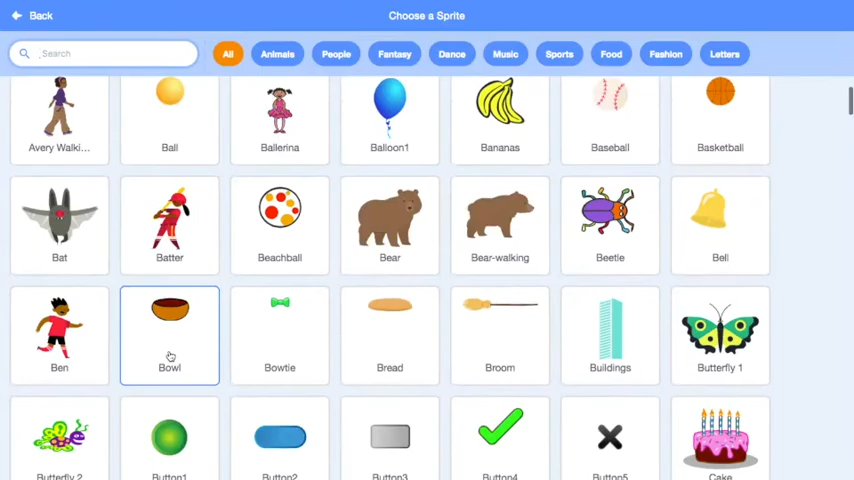 Back
Choose a Sprite
Search
All
Animals
People
Fantasy
Dance
Music
Sports
Food
Fashion
Letters
Avery Walki...
Ball
Ballerina
Balloon1
Bananas
Baseball
Basketball
Bat
Batter
Beachball
Bear
Bear-walking
Beetle
Bell
Ben
Bowl
Bowtie
Bread
Broom
Buildings
Butterfly 1
Butterfly 2
Button1
Button2
Button3
Button4
Button5
Cake